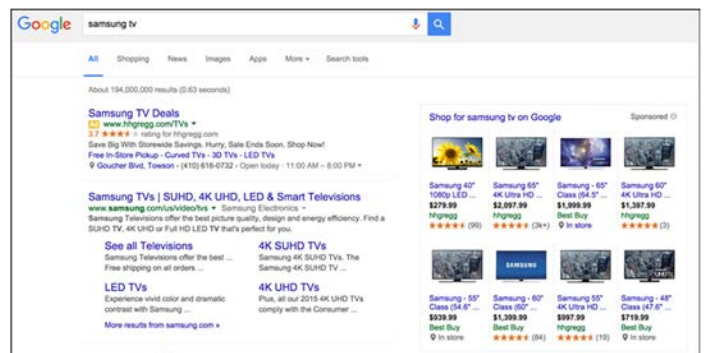 Google
samsung tv
All Shopping News Images Apps More Search tools
About 194,000,000 results (0.63 seconds)
Samsung TV Deals
Ad www.hhgregg.com/TVs
3.7 rating for hhgregg.com
Save Big With Storewide Savings. Hurry, Sale Ends Soon, Shop Now!
Free In-Store Pickup - Curved TVs - 3D TVs - LED TVs
Goucher Blvd, Towson - (410) 616-0732 - Open today · 11:00 AM – 8:00 PM
Samsung TVs | SUHD, 4K UHD, LED & Smart Televisions
www.samsung.com/us/video/tvs Samsung Electronics
Samsung Televisions offer the best picture quality, design and energy efficiency. Find a
SUHD TV, 4K UHD or Full HD LED TV that's perfect for you.
See all Televisions
Samsung Televisions offer the best ...
Free shipping on all orders ...
4K SUHD TVs
Samsung 4K SUHD TVs. The
Samsung 4K SUHD TV ...
LED TVs
Experience vivid color and dramatic
contrast with Samsung ...
4K UHD TVs
Plus, all our 2015 4K UHD TVs
comply with the Consumer ...
More results from samsung.com »
Shop for samsung tv on Google
Sponsored
Samsung 40"
1080p LED ...
$279.99
hhgregg
(99)
Samsung 65"
4K Ultra HD ...
$2,097.99
hhgregg
(3k+)
Samsung - 65"
Class (64.5" ...
$1,999.99
Best Buy
In store
Samsung 60"
4K Ultra HD ...
$1,397.99
hhgregg
(3)
SAMSUNG
UHD
Samsung - 55"
Class (54.6" ...
$939.99
Best Buy
In store
Samsung - 60"
Class (60" ...
$1,399.99
Best Buy
(84)
Samsung 55"
4K Ultra HD ...
$997.99
hhgregg
(19)
Samsung - 48"
Class (47.6" ...
$719.99
Best Buy
In store